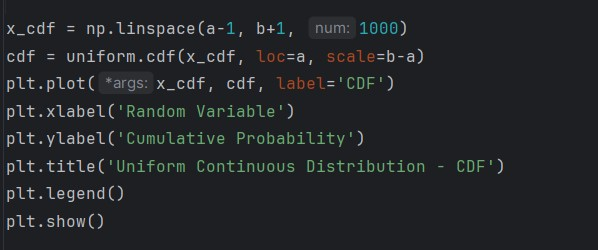 x_cdf = np.linspace(a-1, b+1, num: 1000)
cdf = uniform.cdf(x_cdf, loc=a, scale=b-a)
plt.plot( *args: x_cdf, cdf, label='CDF')
plt.xlabel('Random Variable')
plt.ylabel('Cumulative Probability')
plt.title('Uniform Continuous Distribution - CDF')
plt.legend()
plt.show()